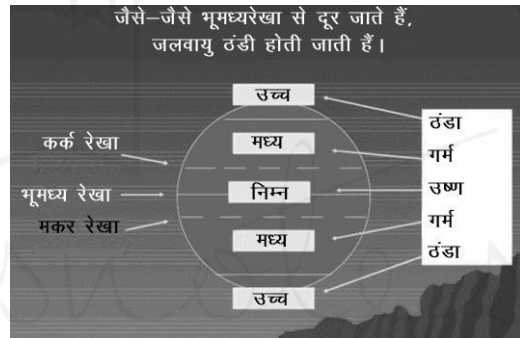 जैसे–जैसे भूमध्यरेखा से दूर जाते हैं,
जलवायु ठंडी होती जाती हैं।
उच्च
ठंडा
मध्य
कर्क रेखा
गर्म
भूमध्य रेखा
निम्न
उष्ण
मकर रेखा
मध्य
गर्म
ठंडा
उच्च